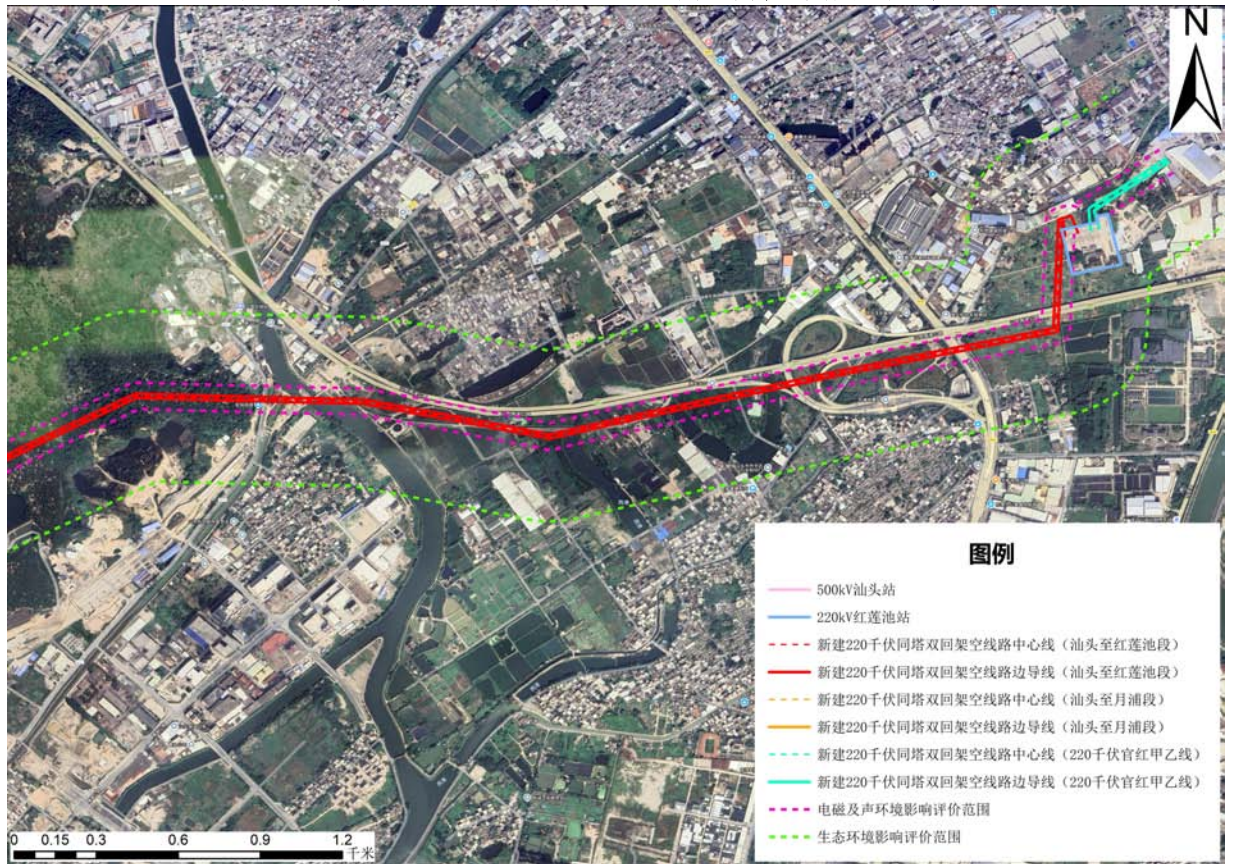 N
图例
500kV汕头站
220kV红莲池站
新建220千伏同塔双回架空线路中心线（汕头至红莲池段）
新建220千伏同塔双回架空线路边导线（汕头至红莲池段）
新建220千伏同塔双回架空线路中心线（汕头至月浦段）
新建220千伏同塔双回架空线路边导线（汕头至月浦段）
新建220千伏同塔双回架空线路中心线（220千伏官红甲乙线）
新建220千伏同塔双回架空线路边导线（220千伏官红甲乙线）
电磁及声环境影响评价范围
生态环境影响评价范围
0 0.15 0.3 0.6 0.9 1.2
千米